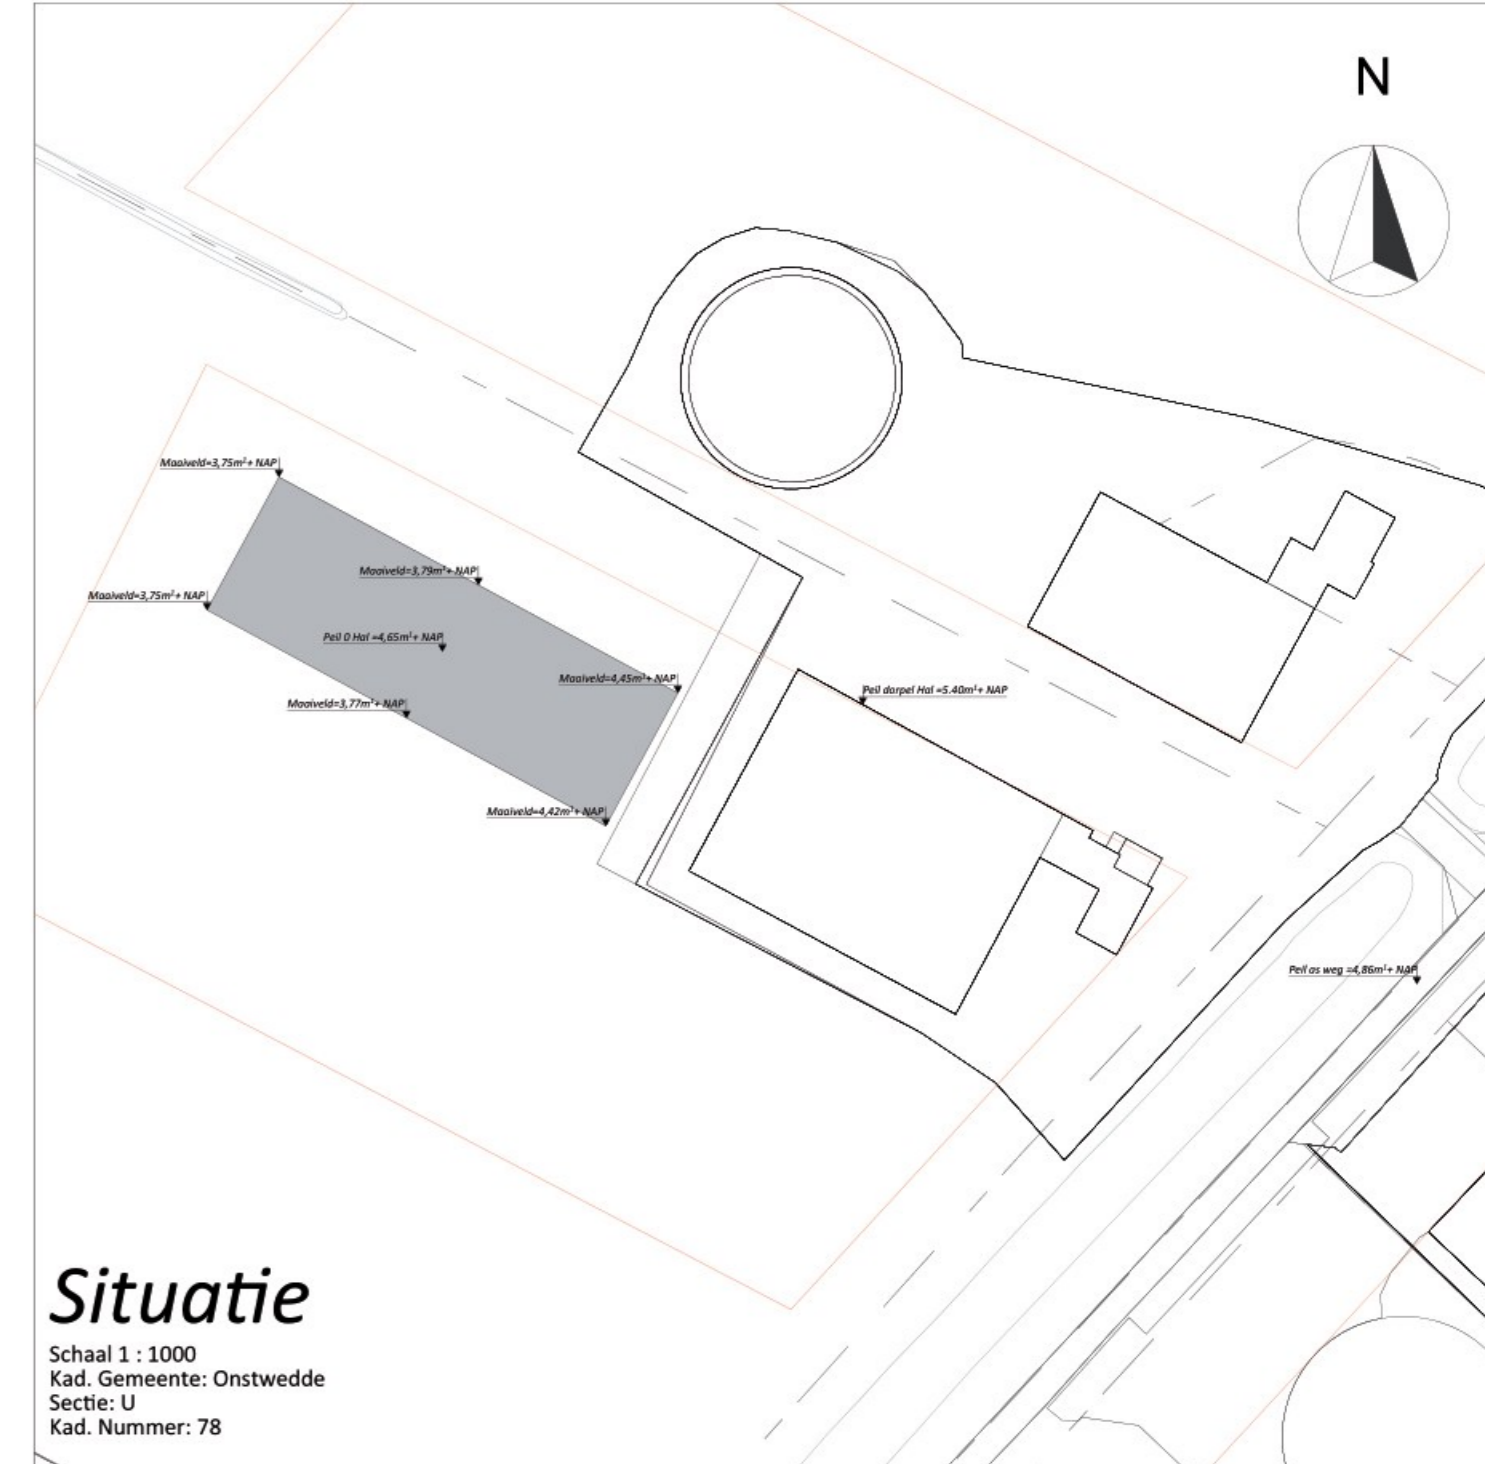 N
Maaiveld=3,75m¹+ NAP
Maaiveld=3,79m¹+ NAP
Maaiveld=3,75m¹+ NAP
Peil 0 Hal =4,65m¹+ NAP
Maaiveld=4,45m¹+ NAP
Peil dorpel Hal =5.40m¹+ NAP
Maaiveld=3,77m¹+ NAP
Maaiveld=4,42m¹+ NAP
Peil as weg =4,86m¹+ NAP
Situatie
Schaal 1 : 1000
Kad. Gemeente: Onstwedde
Sectie: U
Kad. Nummer: 78